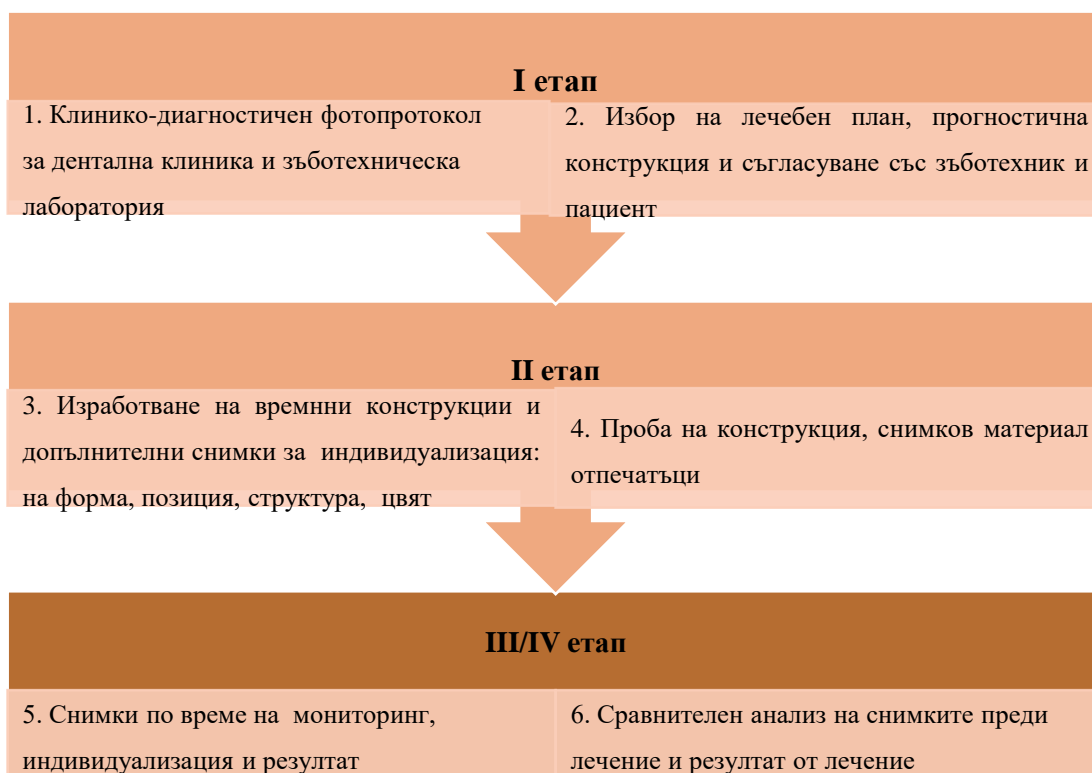 I етап
1. Клинико-диагностичен фотопротокол
за дентална клиника и зъботехническа
лаборатория
2. Избор на лечебен план, прогностична
конструкция и съгласуване със зъботехник и
пациент
II етап
3. Изработване на времнни конструкции и
допълнителни снимки за индивидуализация:
на форма, позиция, структура, цвят
4. Проба на конструкция, снимков материал
отпечатъци
III/IV етап
5. Снимки по време на мониторинг,
индивидуализация и резултат
6. Сравнителен анализ на снимките преди
лечение и резултат от лечение